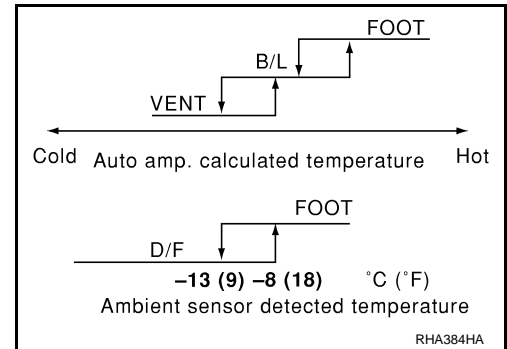 FOOT
B/L
VENT
Cold Auto amp. calculated temperature Hot
FOOT
D/F
–13 (9) –8 (18) ˚C (˚F)
Ambient sensor detected temperature
RHA384HA